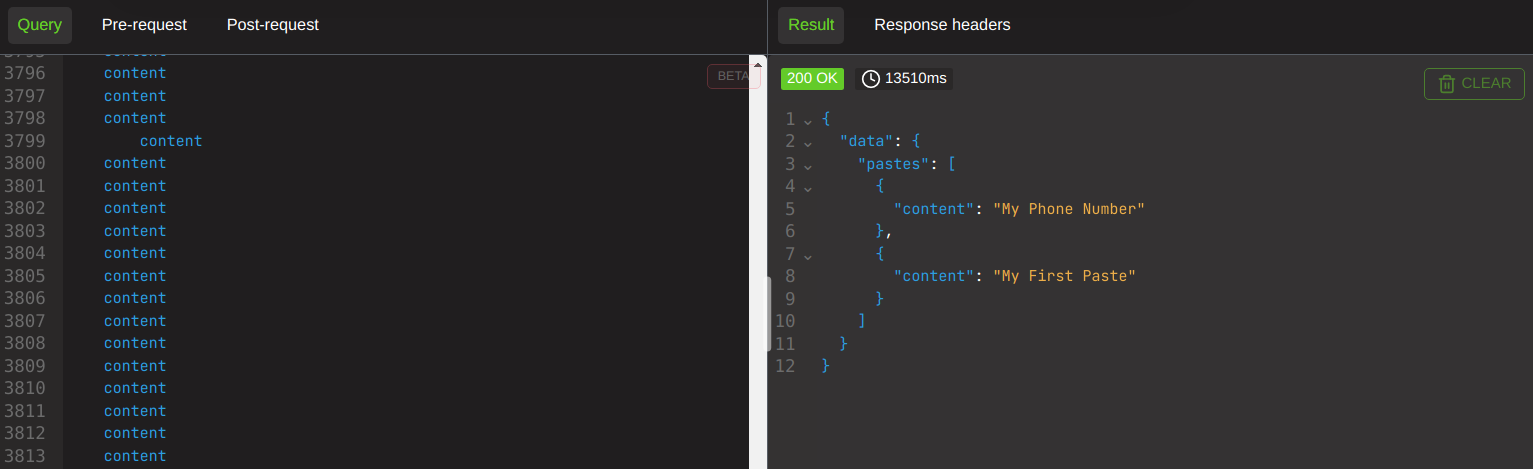 Query Pre-request Post-request
3795 content
3796 content
3797 content
3798 content
3799 content
3800 content
3801 content
3802 content
3803 content
3804 content
3805 content
3806 content
3807 content
3808 content
3809 content
3810 content
3811 content
3812 content
3813 content
BETA
Result Response headers
200 OK 13510ms
CLEAR
1 {
2 "data": {
3 "pastes": [
4 {
5 "content": "My Phone Number"
6 },
7 {
8 "content": "My First Paste"
9 }
10 ]
11 }
12 }